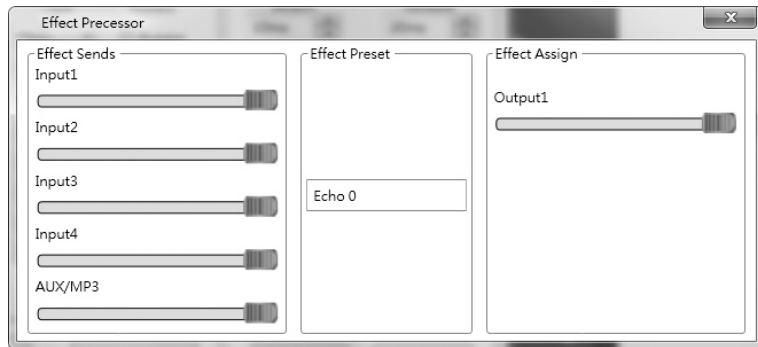 Effect Precessor
Effect Sends
Input1
Input2
Input3
Input4
AUX/MP3
Effect Preset
Echo 0
Effect Assign
Output1